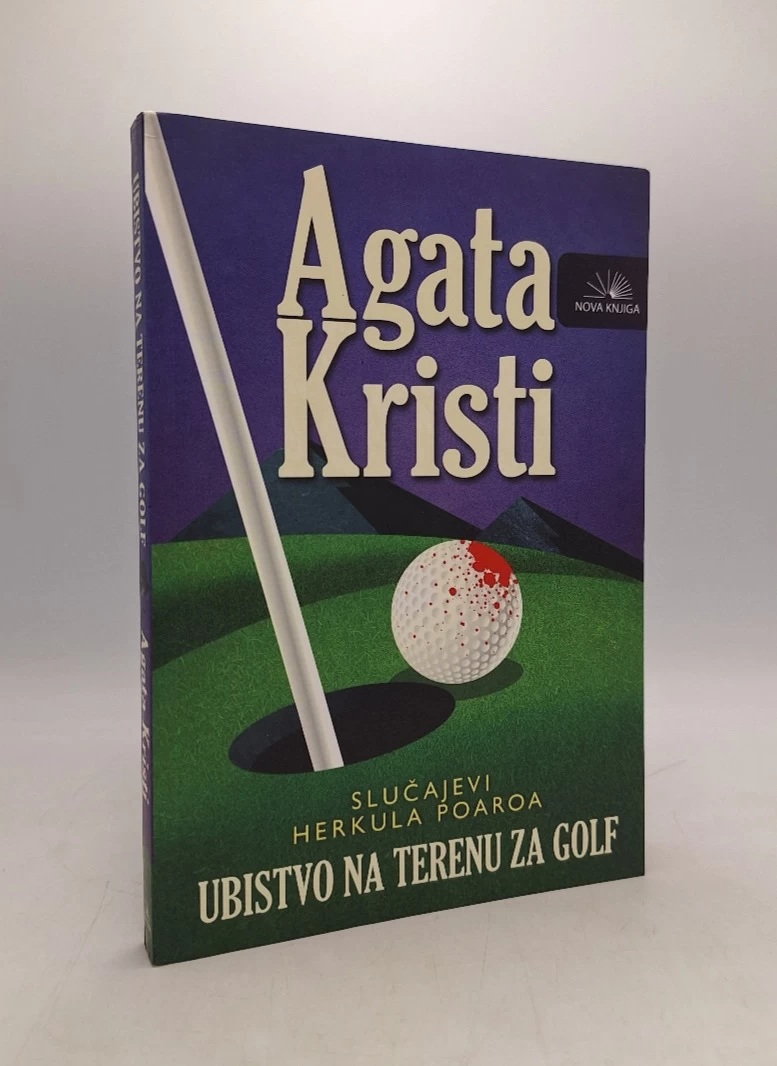 UBISTVO NA TERENU ZA GOLF
Agata Kristi
Agata
Kristi
NOVA KNJIGA
SLUČAJEVI
HERKULA POAROA
UBISTVO NA TERENU ZA GOLF